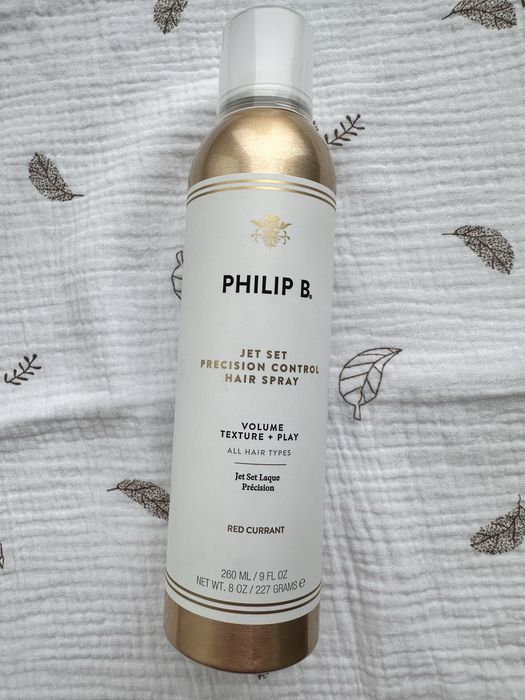 PHILIP B®
JET SET
PRECISION CONTROL
HAIR SPRAY
VOLUME
TEXTURE + PLAY
ALL HAIR TYPES
Jet Set Laque
Précision
RED CURRANT
260 ML / 9 FL OZ
NET WT. 8 OZ / 227 GRAMS ℮